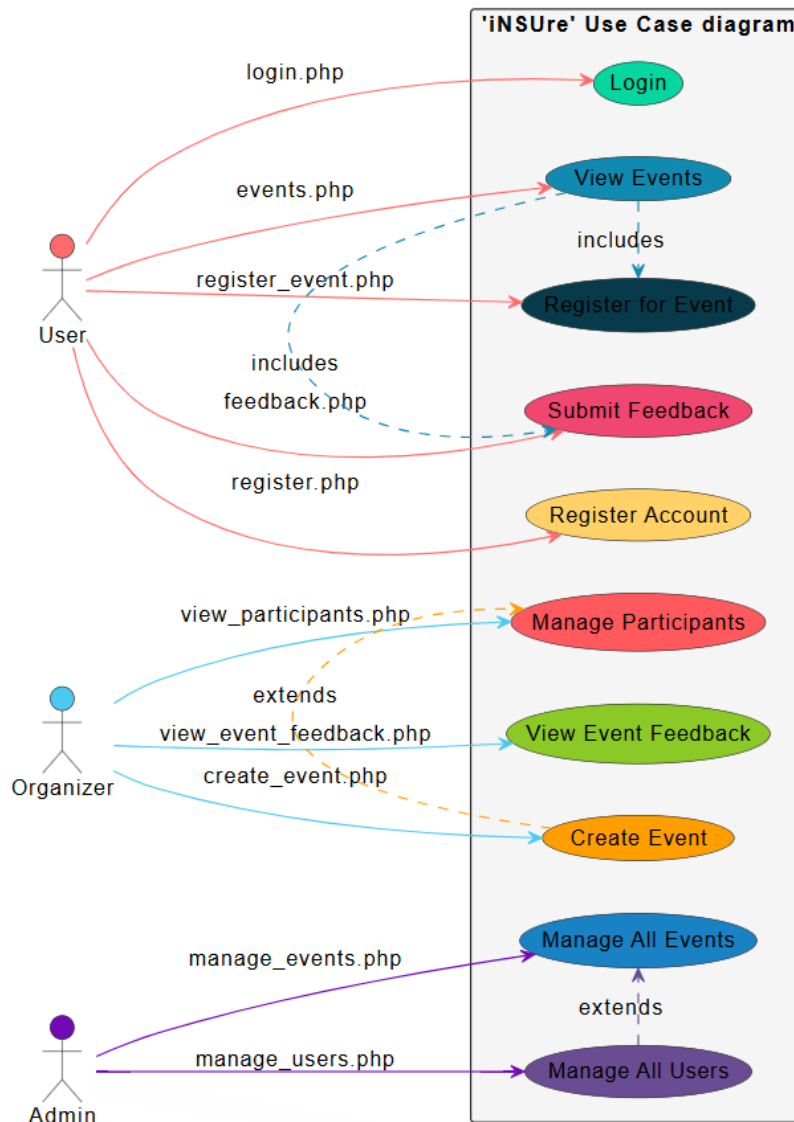 'iNSUre' Use Case diagram
login.php
Login
events.php
View Events
includes
register_event.php
Register for Event
User
includes
feedback.php
Submit Feedback
register.php
Register Account
view_participants.php
Manage Participants
extends
view_event_feedback.php
View Event Feedback
Organizer
create_event.php
Create Event
manage_events.php
Manage All Events
extends
manage_users.php
Manage All Users
Admin